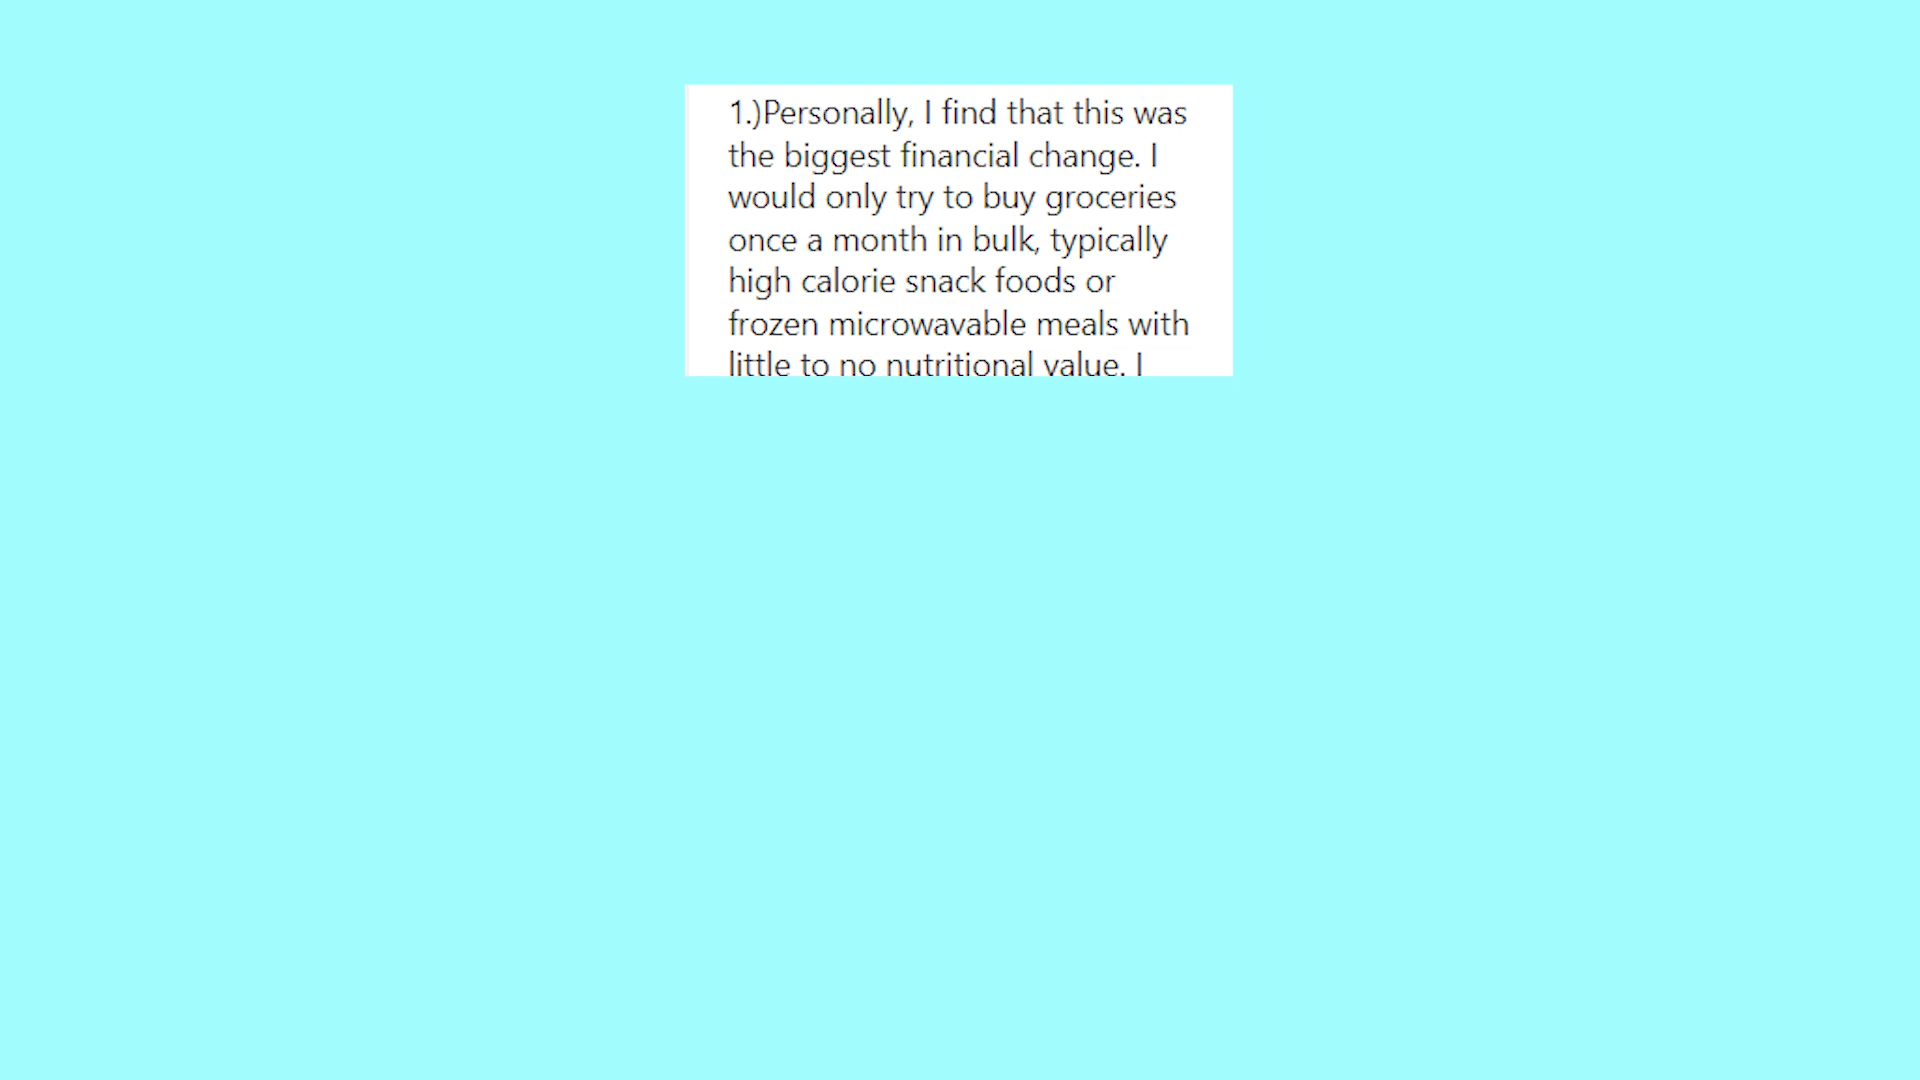 1.)Personally, I find that this was
the biggest financial change. I
would only try to buy groceries
once a month in bulk, typically
high calorie snack foods or
frozen microwavable meals with
little to no nutritional value. I